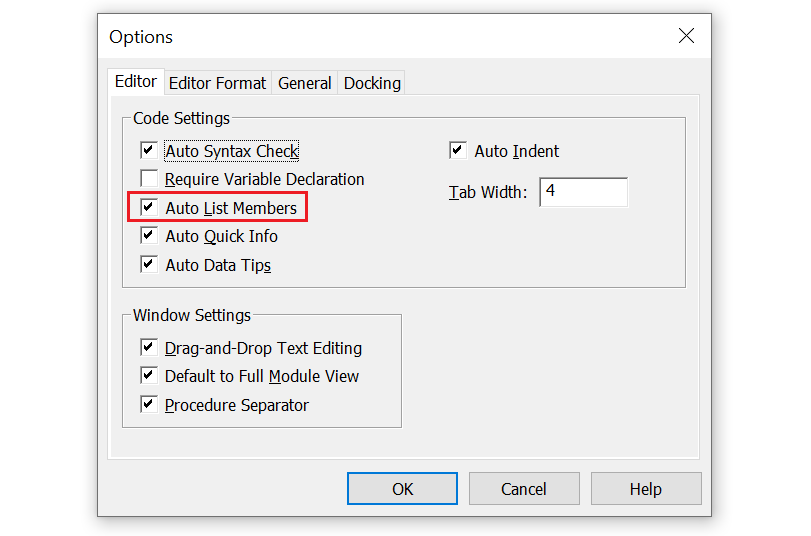 Options
Editor Editor Format General Docking
Code Settings
Auto Syntax Check
Auto Indent
Require Variable Declaration
Tab Width: 4
Auto List Members
Auto Quick Info
Auto Data Tips
Window Settings
Drag-and-Drop Text Editing
Default to Full Module View
Procedure Separator
OK Cancel Help